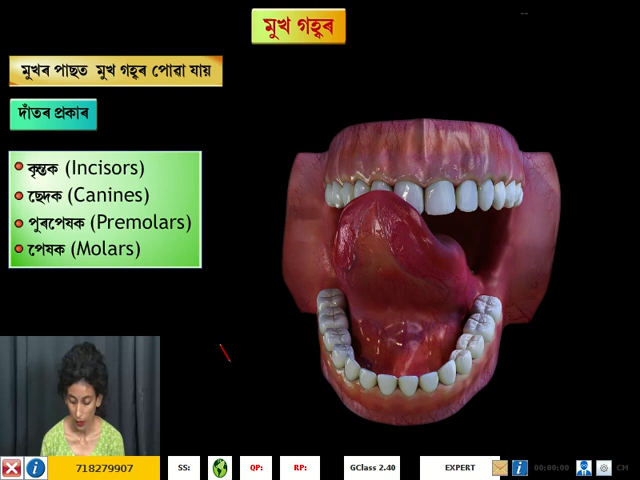 মুখ গহ্বৰ
মুখৰ পাছত মুখ গহ্বৰ পোৱা যায়
দাঁতৰ প্ৰকাৰ
কৃন্তক (Incisors)
ছেদক (Canines)
পুৰপেষক (Premolars)
পেষক (Molars)
718279907
SS:
QP:
RP:
GClass 2.40
EXPERT
00:00:00
CM